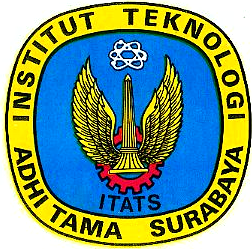 INSTITUT TEKNOLOGI
ITATS
ADHI TAMA SURABAYA